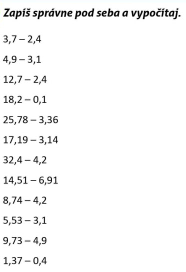 Zapíš správne pod seba a vypočítaj.
3,7 – 2,4
4,9 – 3,1
12,7 – 2,4
18,2 – 0,1
25,78 – 3,36
17,19 – 3,14
32,4 – 4,2
14,51 – 6,91
8,74 – 4,2
5,53 – 3,1
9,73 – 4,9
1,37 – 0,4